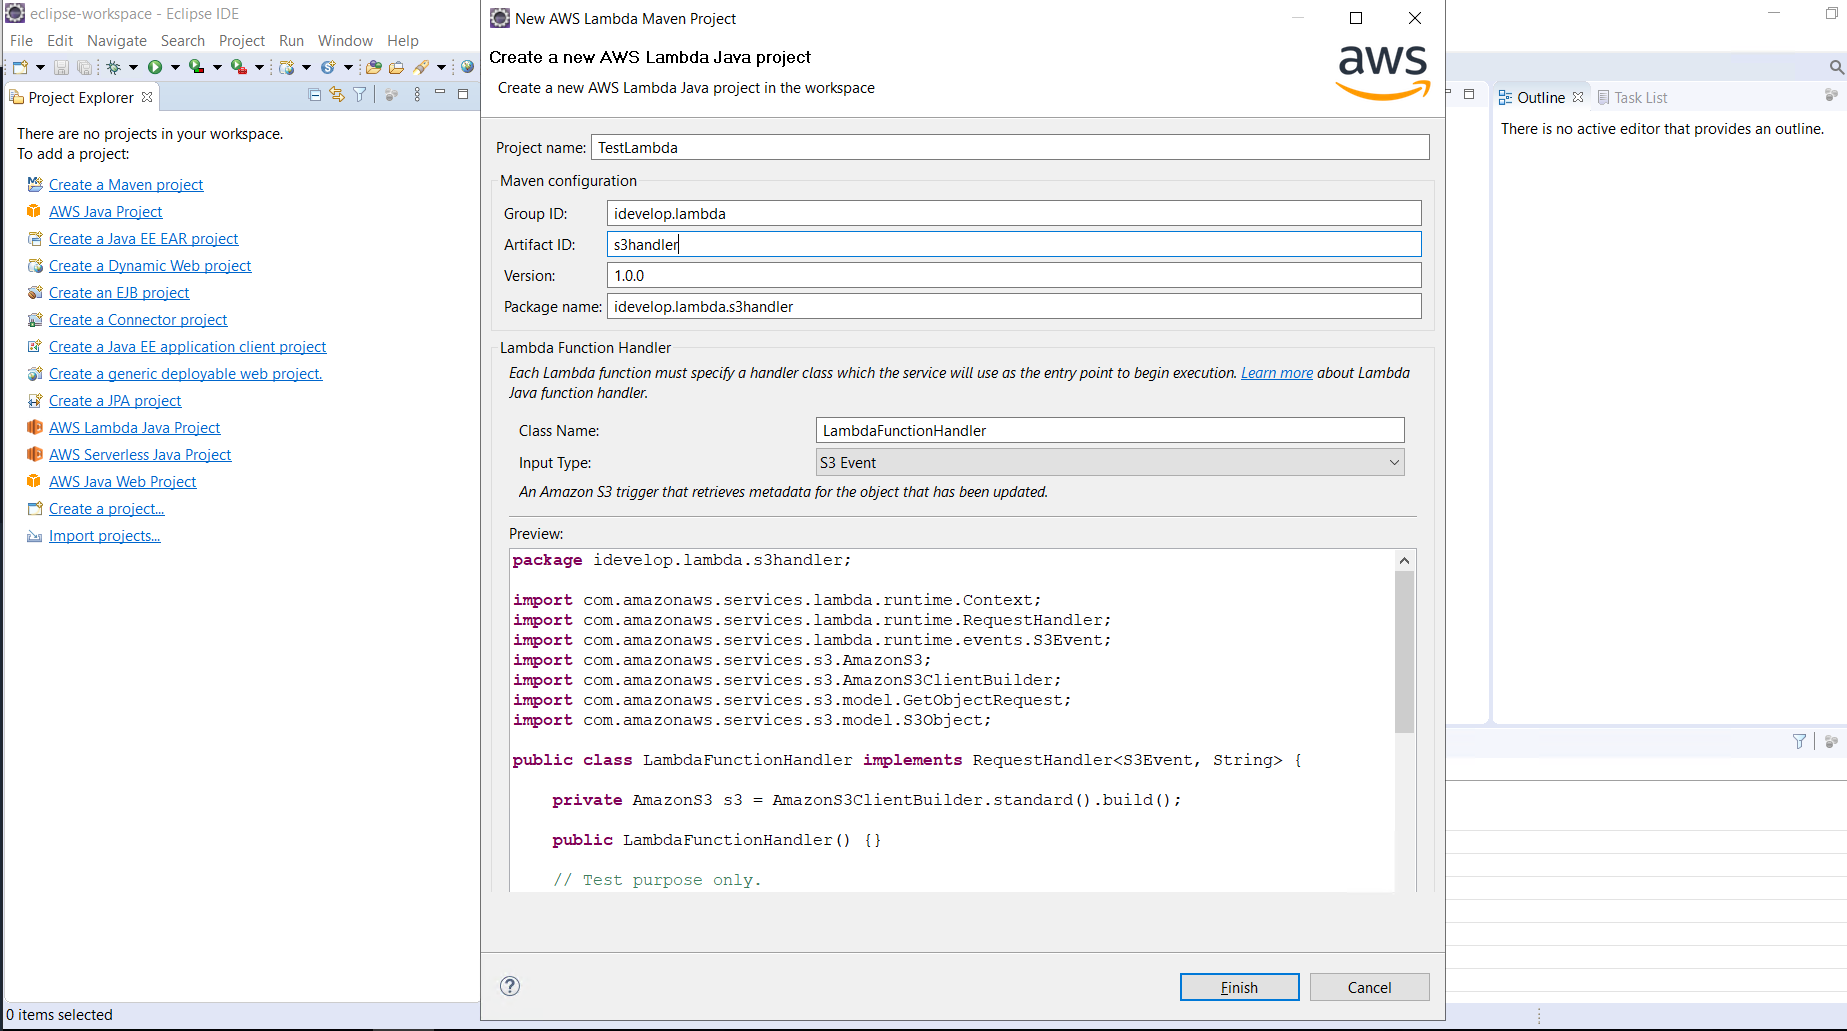 eclipse-workspace - Eclipse IDE
File Edit Navigate Search Project Run Window Help
Project Explorer
There are no projects in your workspace.
To add a project:
Create a Maven project
AWS Java Project
Create a Java EE EAR project
Create a Dynamic Web project
Create an EJB project
Create a Connector project
Create a Java EE application client project
Create a generic deployable web project.
Create a JPA project
AWS Lambda Java Project
AWS Serverless Java Project
AWS Java Web Project
Create a project...
Import projects...
0 items selected
New AWS Lambda Maven Project
Create a new AWS Lambda Java project
Create a new AWS Lambda Java project in the workspace
aws
Project name: TestLambda
Maven configuration
Group ID: idevelop.lambda
Artifact ID: s3handler
Version: 1.0.0
Package name: idevelop.lambda.s3handler
Lambda Function Handler
Each Lambda function must specify a handler class which the service will use as the entry point to begin execution. Learn more about Lambda
Java function handler.
Class Name: LambdaFunctionHandler
Input Type: S3 Event
An Amazon S3 trigger that retrieves metadata for the object that has been updated.
Preview:
package idevelop.lambda.s3handler;
import com.amazonaws.services.lambda.runtime.Context;
import com.amazonaws.services.lambda.runtime.RequestHandler;
import com.amazonaws.services.lambda.runtime.events.S3Event;
import com.amazonaws.services.s3.AmazonS3;
import com.amazonaws.services.s3.AmazonS3ClientBuilder;
import com.amazonaws.services.s3.model.GetObjectRequest;
import com.amazonaws.services.s3.model.S3Object;
public class LambdaFunctionHandler implements RequestHandler<S3Event, String> {
private AmazonS3 s3 = AmazonS3ClientBuilder.standard().build();
public LambdaFunctionHandler() {}
// Test purpose only.
Finish Cancel
Outline Task List
There is no active editor that provides an outline.